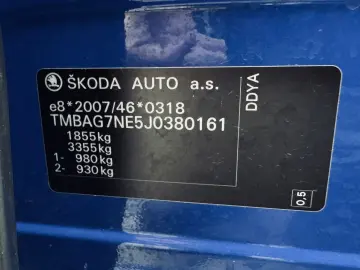 ŠKODA AUTO a.s.
e8*2007/46*0318
TMBAG7NE5J0380161
1855kg
3355kg
1- 980kg
2- 930kg
DDYA
0,5